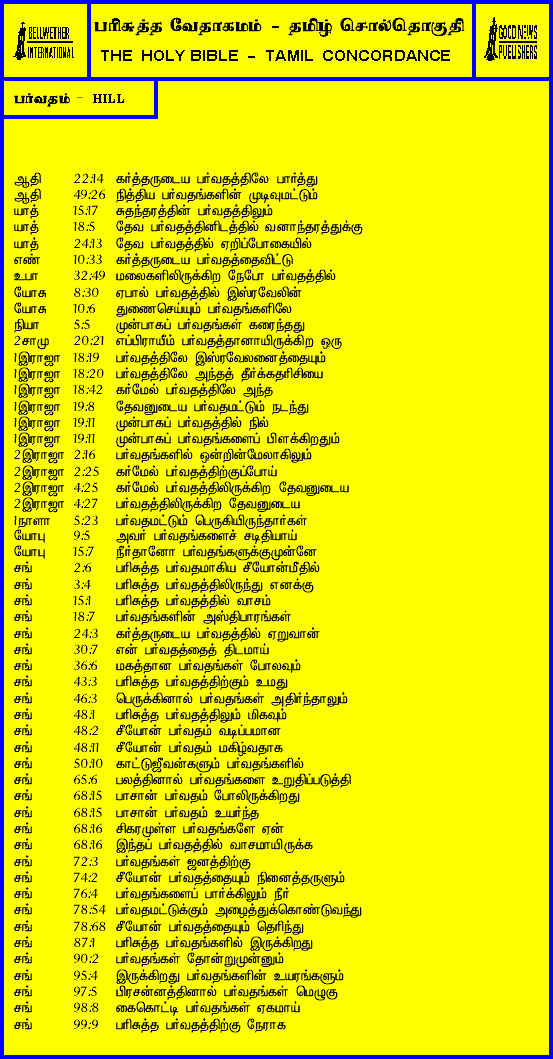 BELLWETHER
INTERNATIONAL
பரிசுத்த வேதாகமம் - தமிழ் சொல்தொகுதி
THE HOLY BIBLE - TAMIL CONCORDANCE
GOOD NEWS
PUBLISHERS
பர்வதம் - HILL
ஆதி 22:14 கர்த்தருடைய பர்வதத்திலே பார்த்து
ஆதி 49:26 நித்திய பர்வதங்களின் முடிவுமட்டும்
யாத் 15:17 சுதந்தரத்தின் பர்வதத்திலும்
யாத் 18:5 தேவ பர்வதத்தினிடத்தில் வனாந்தரத்துக்கு
யாத் 24:13 தேவ பர்வதத்தில் ஏறிப்போகையில்
எண் 10:33 கர்த்தருடைய பர்வதத்தைவிட்டு
உபா 32:49 மலைகளிலிருக்கிற நேபோ பர்வதத்தில்
யோசு 8:30 ஏபால் பர்வதத்தில் இஸ்ரவேலின்
யோசு 10:6 துணைசெய்யும் பர்வதங்களிலே
நியா 5:5 முன்பாகப் பர்வதங்கள் கரைந்தது
2சாமு 20:21 எப்பிராயீம் பர்வதத்தானாயிருக்கிற ஒரு
1இராஜா 18:19 பர்வதத்திலே இஸ்ரவேலனைத்தையும்
1இராஜா 18:20 பர்வதத்திலே அந்தத் தீர்க்கதரிசியை
1இராஜா 18:42 கர்மேல் பர்வதத்திலே அந்த
1இராஜா 19:8 தேவனுடைய பர்வதமட்டும் நடந்து
1இராஜா 19:11 முன்பாகப் பர்வதத்தில் நில்
1இராஜா 19:11 முன்பாகப் பர்வதங்களைப் பிளக்கிறதும்
2இராஜா 2:16 பர்வதங்களில் ஒன்றின்மேலாகிலும்
2இராஜா 2:25 கர்மேல் பர்வதத்திற்குப்போய்
2இராஜா 4:25 கர்மேல் பர்வதத்திலிருக்கிற தேவனுடைய
2இராஜா 4:27 பர்வதத்திலிருக்கிற தேவனுடைய
1நாளா 5:23 பர்வதமட்டும் பெருகியிருந்தார்கள்
யோபு 9:5 அவர் பர்வதங்களைச் சடிதியாய்
யோபு 15:7 நீர்தானோ பர்வதங்களுக்குமுன்னே
சங் 2:6 பரிசுத்த பர்வதமாகிய சீயோன்மீதில்
சங் 3:4 பரிசுத்த பர்வதத்திலிருந்து எனக்கு
சங் 15:1 பரிசுத்த பர்வதத்தில் வாசம்
சங் 18:7 பர்வதங்களின் அஸ்திபாரங்கள்
சங் 24:3 கர்த்தருடைய பர்வதத்தில் ஏறுவான்
சங் 30:7 என் பர்வதத்தைத் திடமாய்
சங் 36:6 மகத்தான பர்வதங்கள் போலவும்
சங் 43:3 பரிசுத்த பர்வதத்திற்கும் உமது
சங் 46:3 பெருக்கினால் பர்வதங்கள் அதிர்ந்தாலும்
சங் 48:1 பரிசுத்த பர்வதத்திலும் மிகவும்
சங் 48:2 சீயோன் பர்வதம் வடிப்பமான
சங் 48:11 சீயோன் பர்வதம் மகிழ்வதாக
சங் 50:10 காட்டுஜீவன்களும் பர்வதங்களில்
சங் 65:6 பலத்தினால் பர்வதங்களை உறுதிப்படுத்தி
சங் 68:15 பாசான் பர்வதம் போலிருக்கிறது
சங் 68:15 பாசான் பர்வதம் உயர்ந்த
சங் 68:16 சிகரமுள்ள பர்வதங்களே ஏன்
சங் 68:16 இந்தப் பர்வதத்தில் வாசமாயிருக்க
சங் 72:3 பர்வதங்கள் ஜனத்திற்கு
சங் 74:2 சீயோன் பர்வதத்தையும் நினைத்தருளும்
சங் 76:4 பர்வதங்களைப் பார்க்கிலும் நீர்
சங் 78:54 பர்வதமட்டுக்கும் அழைத்துக்கொண்டுவந்து
சங் 78:68 சீயோன் பர்வதத்தையும் தெரிந்து
சங் 87:1 பரிசுத்த பர்வதங்களில் இருக்கிறது
சங் 90:2 பர்வதங்கள் தோன்றுமுன்னும்
சங் 95:4 இருக்கிறது பர்வதங்களின் உயரங்களும்
சங் 97:5 பிரசன்னத்தினால் பர்வதங்கள் மெழுகு
சங் 98:8 கைகொட்டி பர்வதங்கள் ஏகமாய்
சங் 99:9 பரிசுத்த பர்வதத்திற்கு நேராக